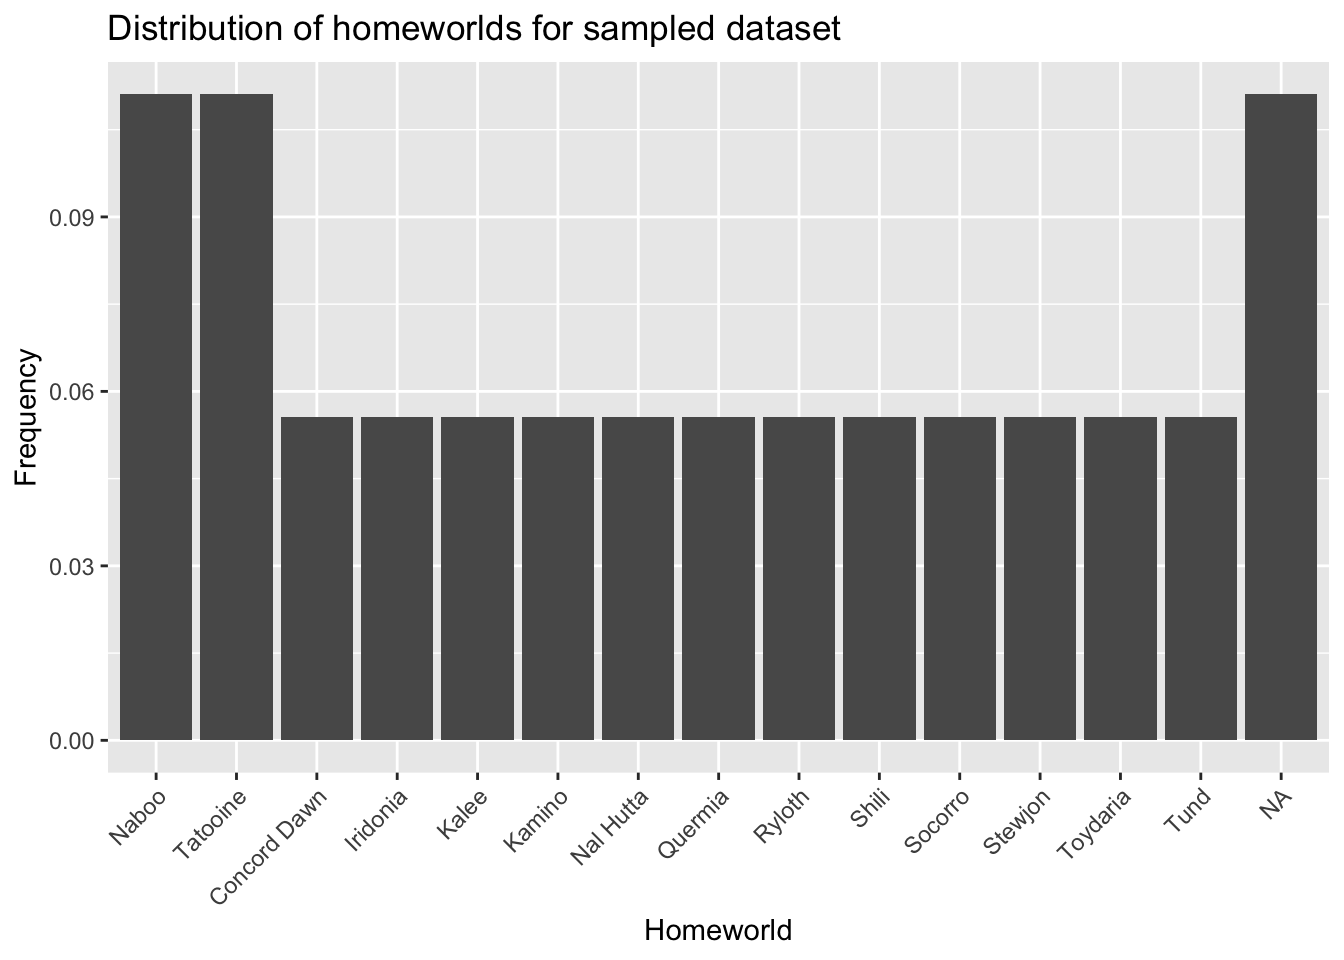 Distribution of homeworlds for sampled dataset
Frequency
0.09
0.06
0.03
0.00
Naboo
Tatooine
Concord Dawn
Iridonia
Kalee
Kamino
Nal Hutta
Quermia
Ryloth
Shili
Socorro
Stewjon
Toydaria
Tund
NA
Homeworld